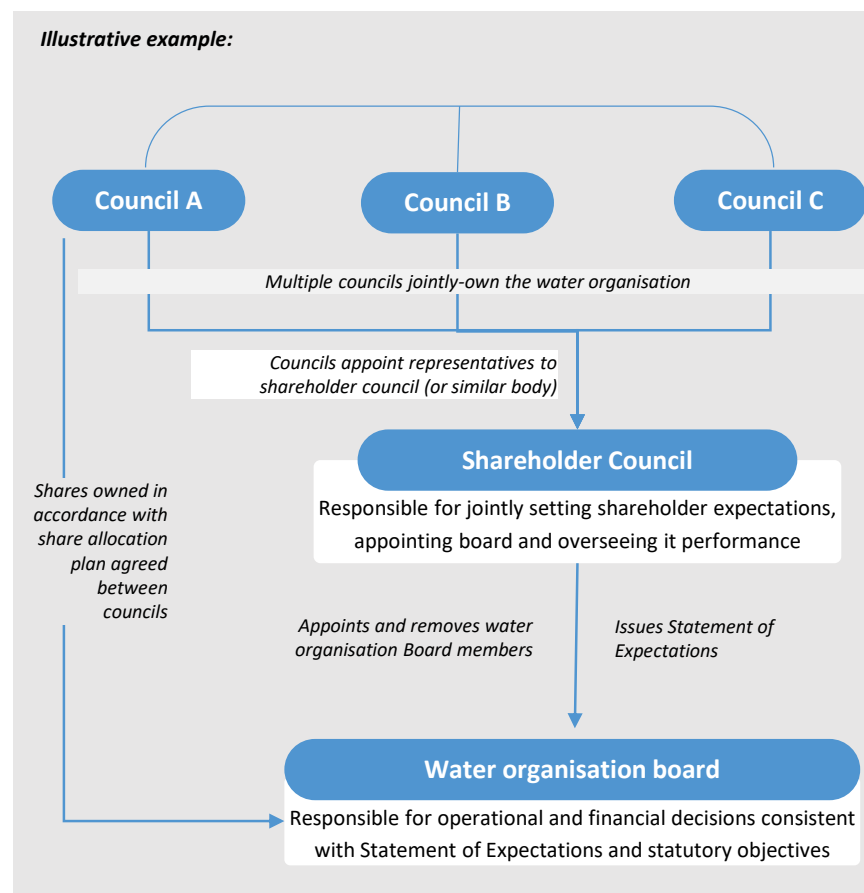 Illustrative example:
Council A
Council B
Council C
Multiple councils jointly-own the water organisation
Councils appoint representatives to
shareholder council (or similar body)
Shareholder Council
Responsible for jointly setting shareholder expectations,
appointing board and overseeing it performance
Shares owned in
accordance with
share allocation
plan agreed
between
councils
Appoints and removes water
organisation Board members
Issues Statement of
Expectations
Water organisation board
Responsible for operational and financial decisions consistent
with Statement of Expectations and statutory objectives